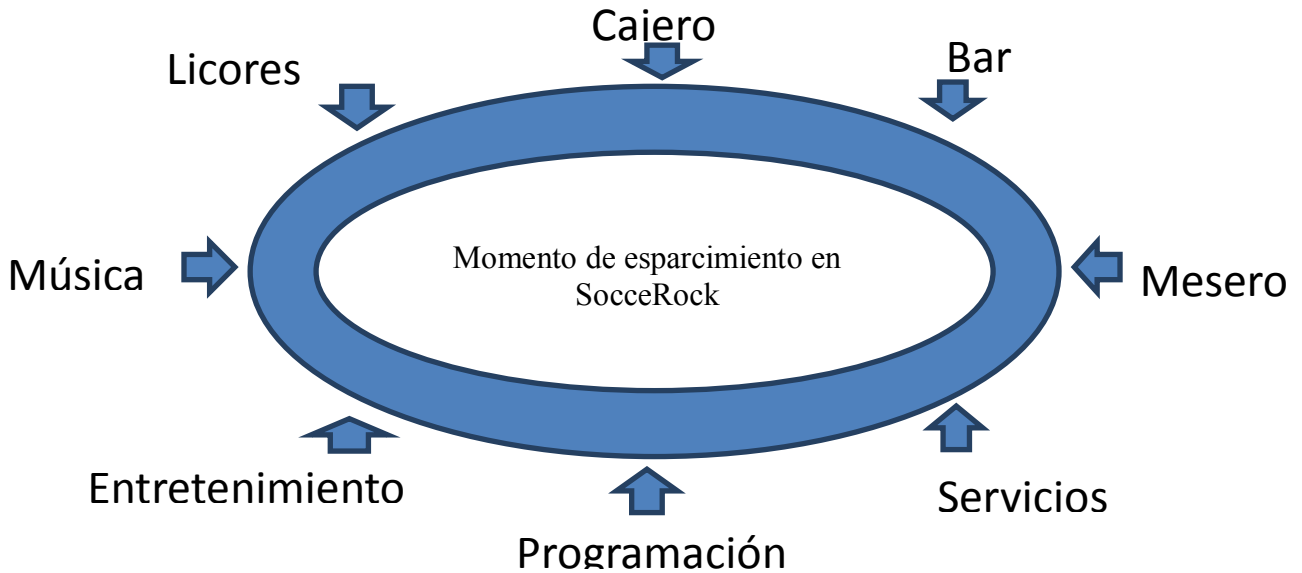 Cajero
Licores
Bar
Música
Momento de esparcimiento en
SocceRock
Mesero
Entretenimiento
Servicios
Programación